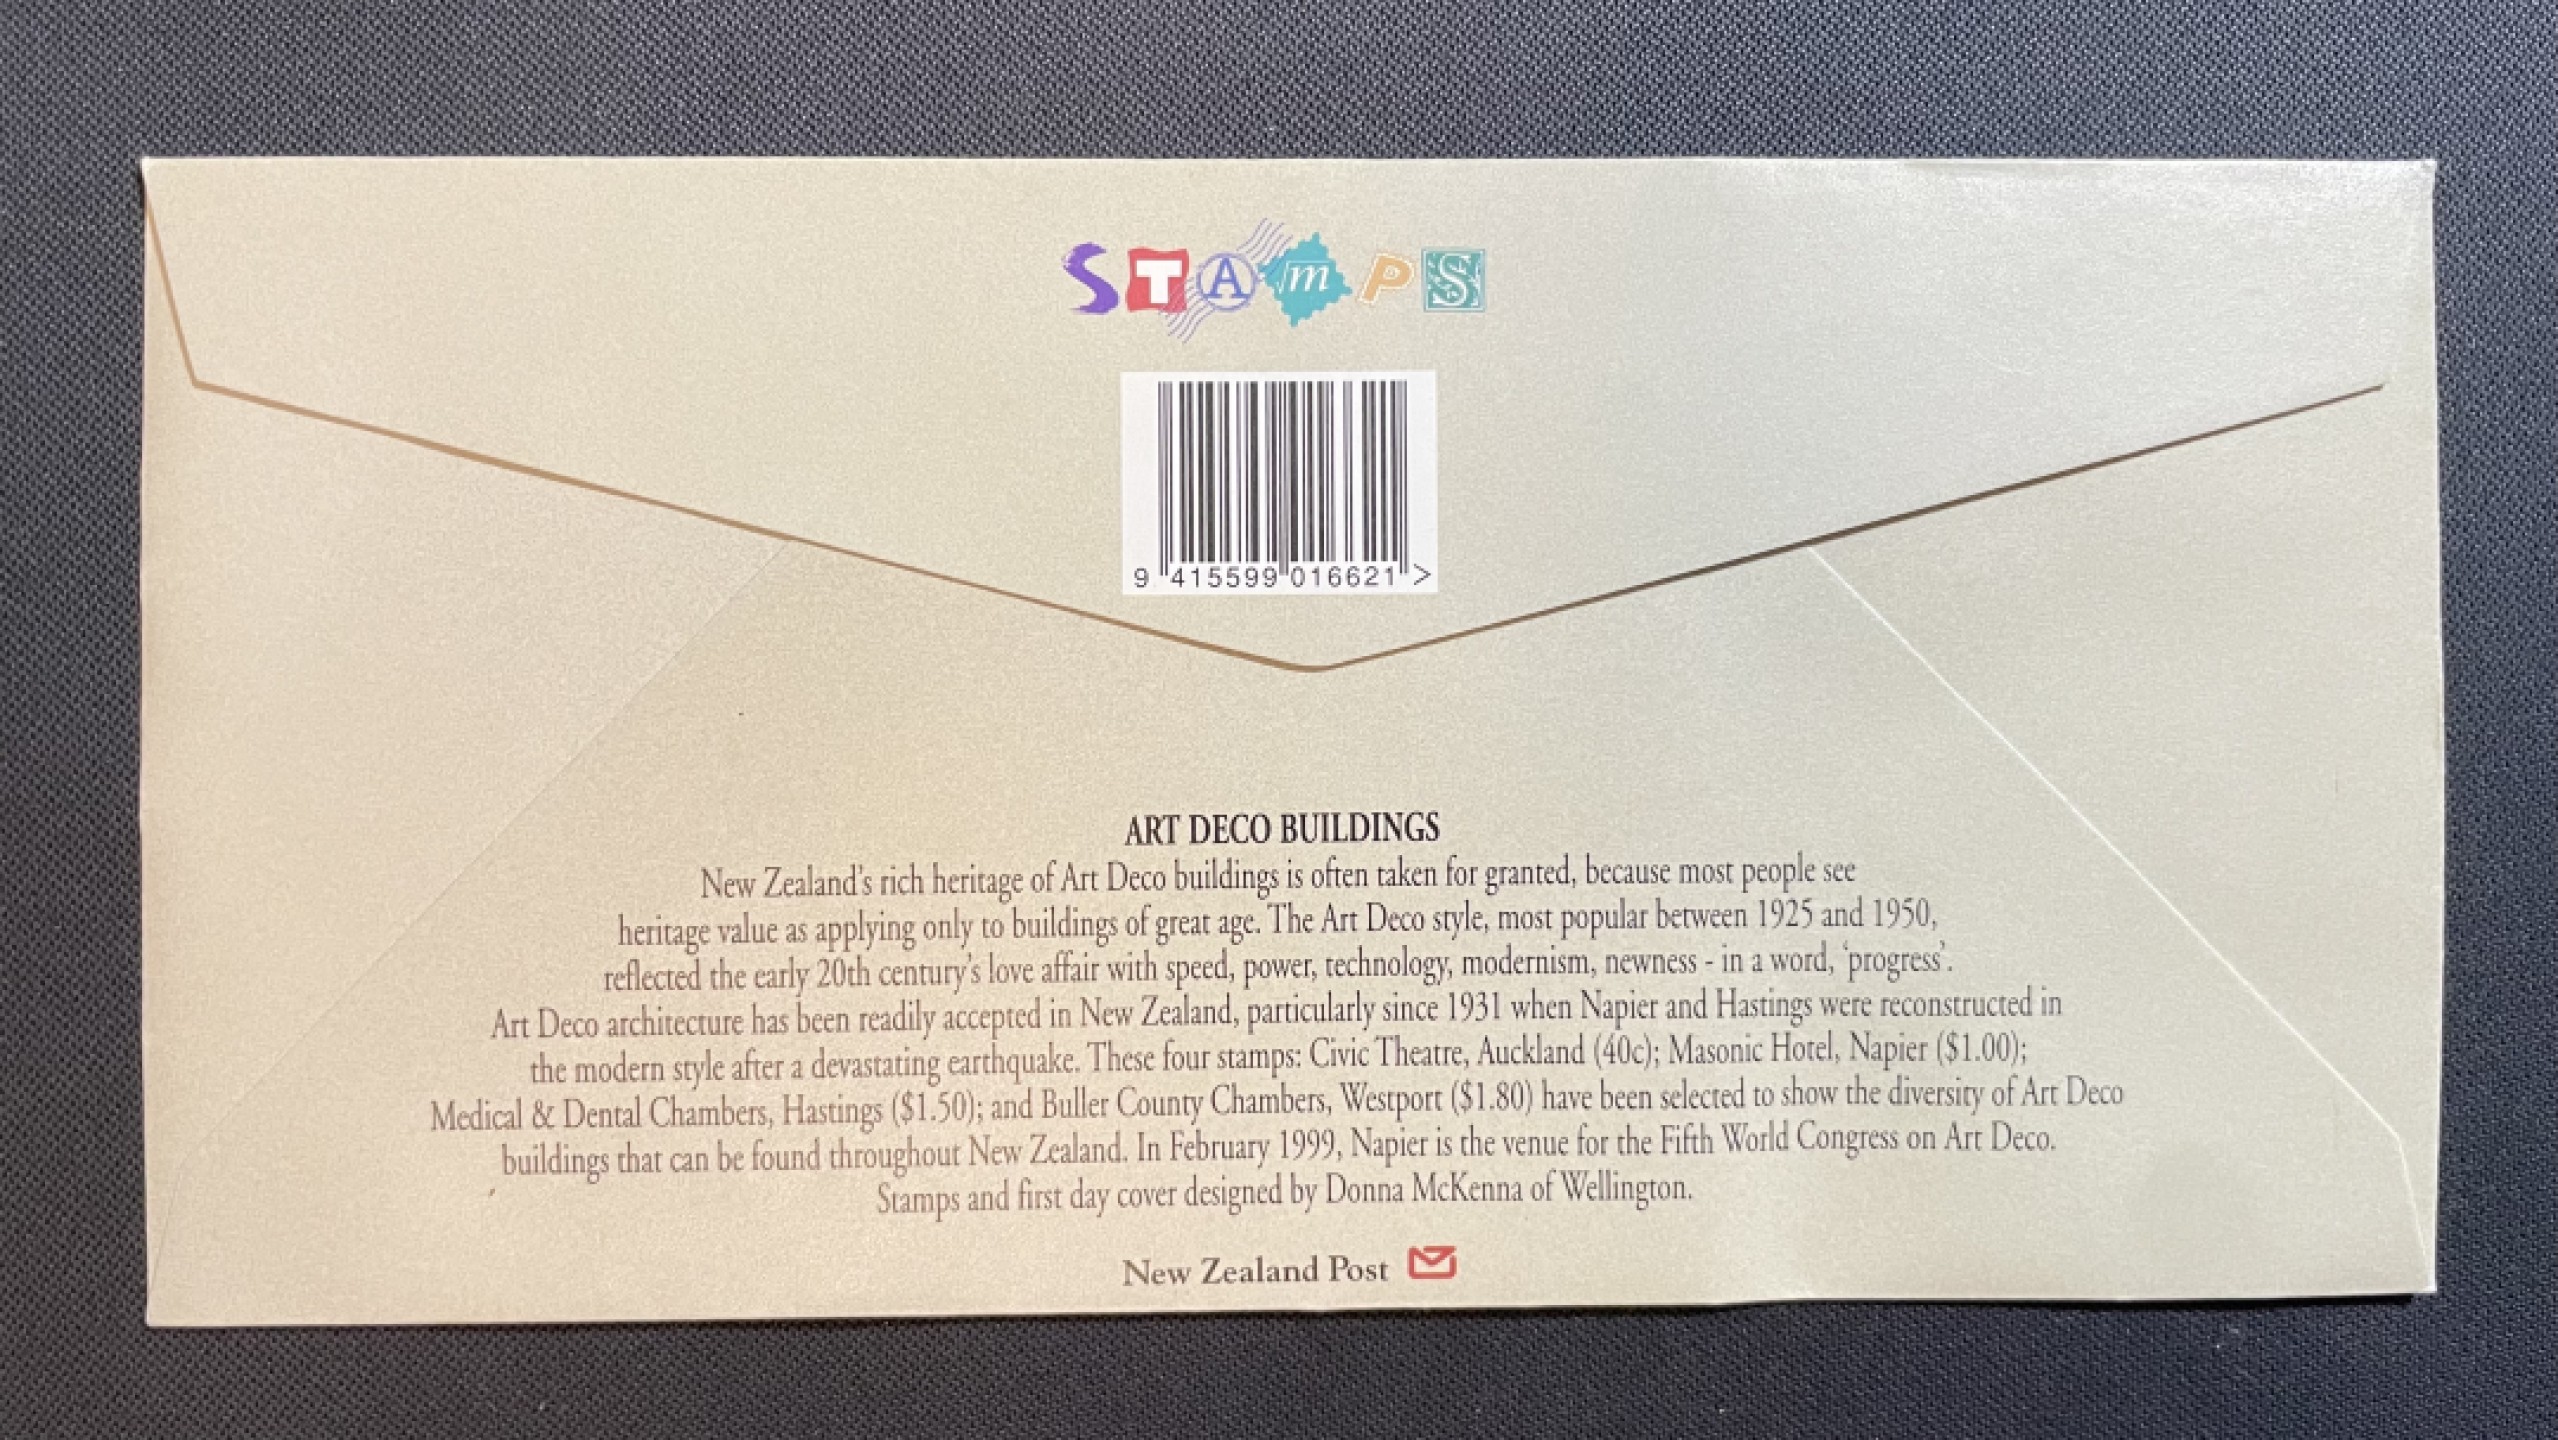 STAmPS
9 415599 016621 >
ART DECO BUILDINGS
New Zealand's rich heritage of Art Deco buildings is often taken for granted, because most people see
heritage value as applying only to buildings of great age. The Art Deco style, most popular between 1925 and 1950,
reflected the early 20th century's love affair with speed, power, technology, modernism, newness - in a word, 'progress'.
Art Deco architecture has been readily accepted in New Zealand, particularly since 1931 when Napier and Hastings were reconstructed in
the modern style after a devastating earthquake. These four stamps: Civic Theatre, Auckland (40c); Masonic Hotel, Napier ($1.00);
Medical & Dental Chambers, Hastings ($1.50); and Buller County Chambers, Westport ($1.80) have been selected to show the diversity of Art Deco
buildings that can be found throughout New Zealand. In February 1999, Napier is the venue for the Fifth World Congress on Art Deco.
Stamps and first day cover designed by Donna McKenna of Wellington.
New Zealand Post